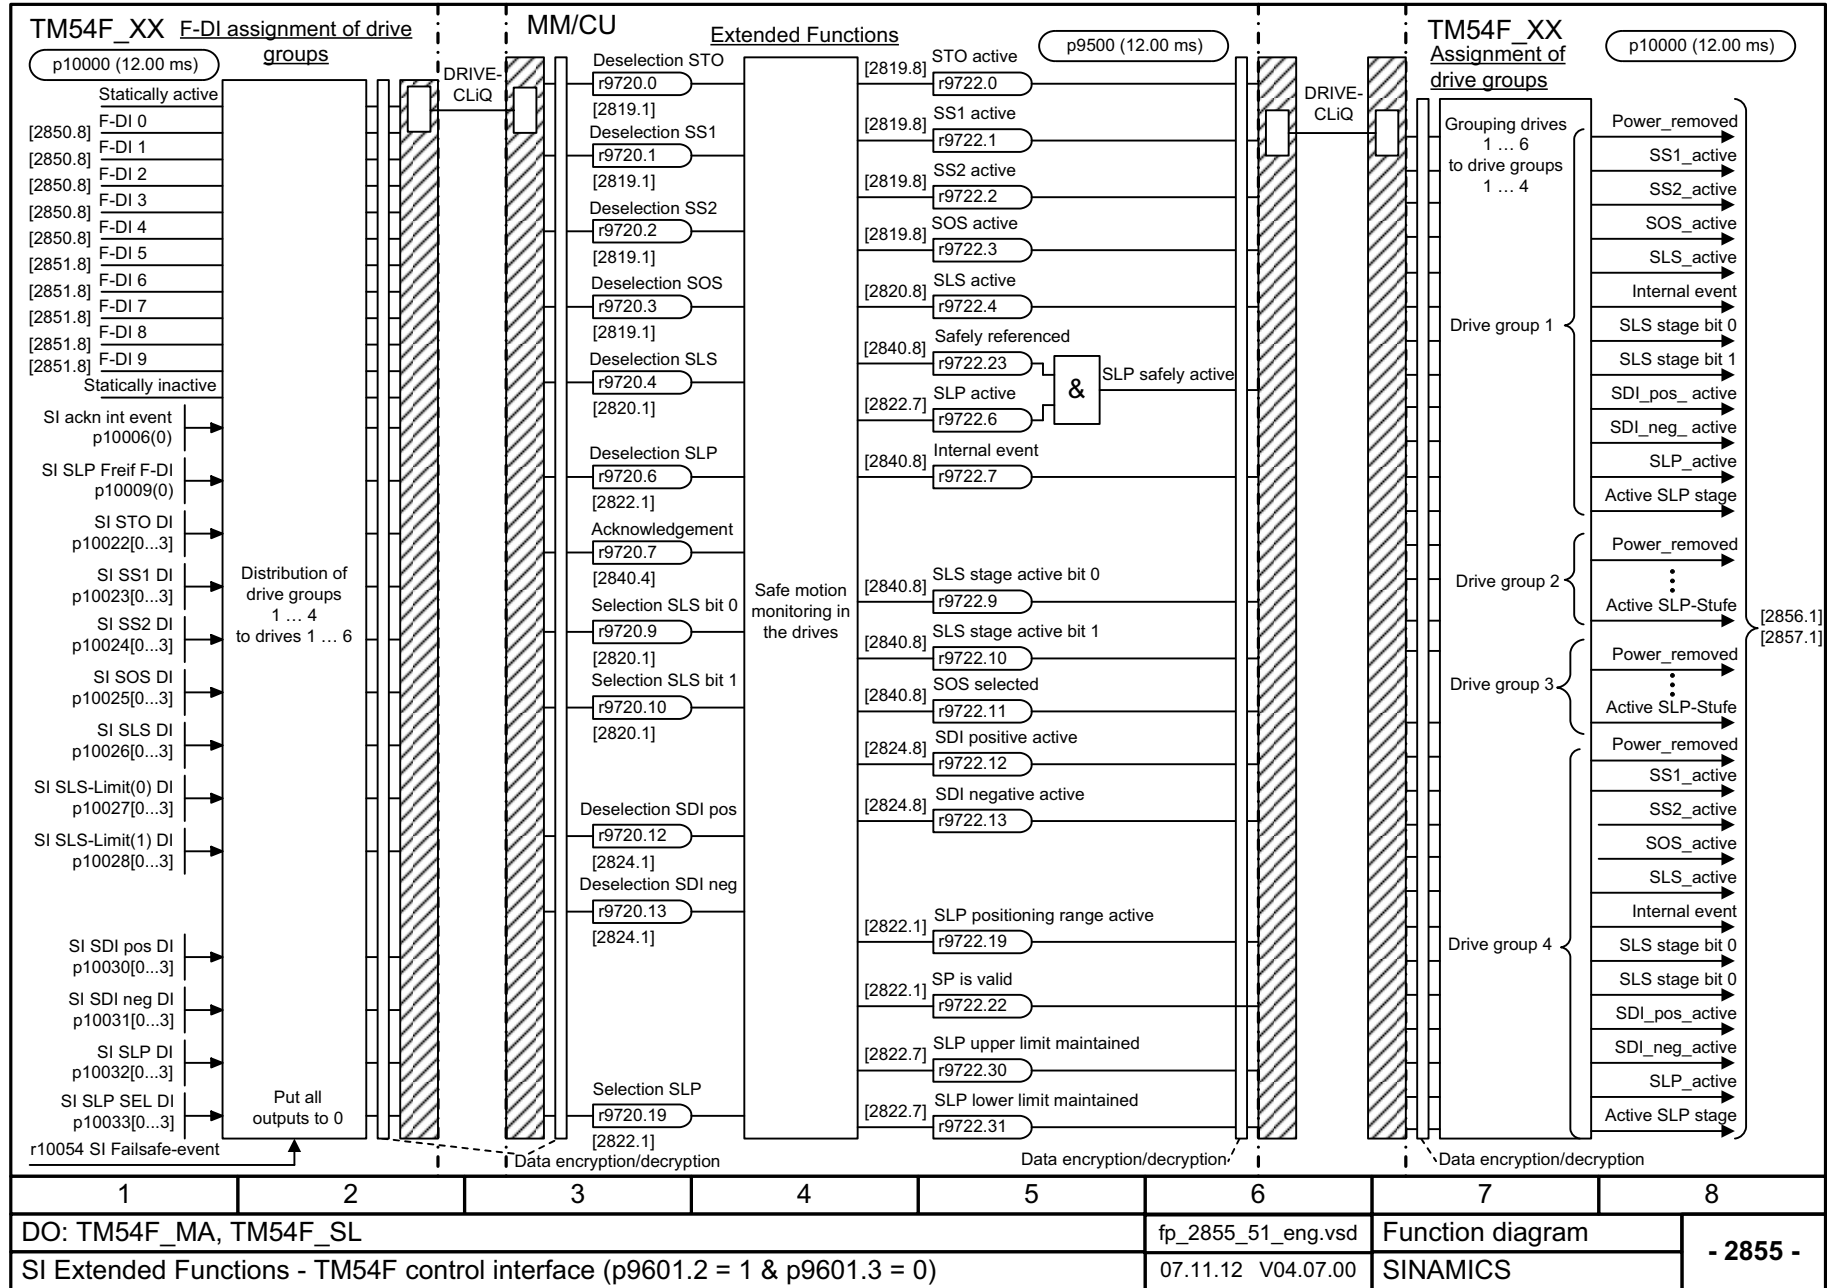 TM54F_XX
F-DI assignment of drive
groups
p10000 (12.00 ms)
Statically active
[2850.8] F-DI 0
[2850.8] F-DI 1
[2850.8] F-DI 2
[2850.8] F-DI 3
[2850.8] F-DI 4
[2851.8] F-DI 5
[2851.8] F-DI 6
[2851.8] F-DI 7
[2851.8] F-DI 8
[2851.8] F-DI 9
Statically inactive
SI ackn int event
p10006(0)
SI SLP Freif F-DI
p10009(0)
SI STO DI
p10022[0...3]
SI SS1 DI
p10023[0...3]
SI SS2 DI
p10024[0...3]
SI SOS DI
p10025[0...3]
SI SLS DI
p10026[0...3]
SI SLS-Limit(0) DI
p10027[0...3]
SI SLS-Limit(1) DI
p10028[0...3]
SI SDI pos DI
p10030[0...3]
SI SDI neg DI
p10031[0...3]
SI SLP DI
p10032[0...3]
SI SLP SEL DI
p10033[0...3]
r10054 SI Failsafe-event
Distribution of
drive groups
1 … 4
to drives 1 … 6
Put all
outputs to 0
DRIVE-
CLiQ
MM/CU
Extended Functions
p9500 (12.00 ms)
Deselection STO
r9720.0
[2819.1]
Deselection SS1
r9720.1
[2819.1]
Deselection SS2
r9720.2
[2819.1]
Deselection SOS
r9720.3
[2819.1]
Deselection SLS
r9720.4
[2820.1]
Deselection SLP
r9720.6
[2822.1]
Acknowledgement
r9720.7
[2840.4]
Selection SLS bit 0
r9720.9
[2820.1]
Selection SLS bit 1
r9720.10
[2820.1]
Deselection SDI pos
r9720.12
[2824.1]
Deselection SDI neg
r9720.13
[2824.1]
Selection SLP
r9720.19
[2822.1]
Data encryption/decryption
Safe motion
monitoring in
the drives
STO active
[2819.8] r9722.0
SS1 active
[2819.8] r9722.1
SS2 active
[2819.8] r9722.2
SOS active
[2819.8] r9722.3
SLS active
[2820.8] r9722.4
Safely referenced
[2840.8] r9722.23
SLP active
[2822.7] r9722.6
&
SLP safely active
Internal event
[2840.8] r9722.7
SLS stage active bit 0
[2840.8] r9722.9
SLS stage active bit 1
[2840.8] r9722.10
SOS selected
[2840.8] r9722.11
SDI positive active
[2824.8] r9722.12
SDI negative active
[2824.8] r9722.13
SLP positioning range active
[2822.1] r9722.19
SP is valid
[2822.1] r9722.22
SLP upper limit maintained
[2822.7] r9722.30
SLP lower limit maintained
[2822.7] r9722.31
Data encryption/decryption
DRIVE-
CLiQ
TM54F_XX
Assignment of
drive groups
p10000 (12.00 ms)
Grouping drives
1 … 6
to drive groups
1 … 4
Drive group 1
Power_removed
SS1_active
SS2_active
SOS_active
SLS_active
Internal event
SLS stage bit 0
SLS stage bit 1
SDI_pos_ active
SDI_neg_ active
SLP_active
Active SLP stage
Drive group 2
Power_removed
Active SLP-Stufe
Drive group 3
Power_removed
Active SLP-Stufe
Drive group 4
Power_removed
SS1_active
SS2_active
SOS_active
SLS_active
Internal event
SLS stage bit 0
SLS stage bit 0
SDI_pos_active
SDI_neg_active
SLP_active
Active SLP stage
[2856.1]
[2857.1]
Data encryption/decryption
1 2 3 4 5 6 7 8
DO: TM54F_MA, TM54F_SL
fp_2855_51_eng.vsd
Function diagram
- 2855 -
SI Extended Functions - TM54F control interface (p9601.2 = 1 & p9601.3 = 0)
07.11.12 V04.07.00
SINAMICS